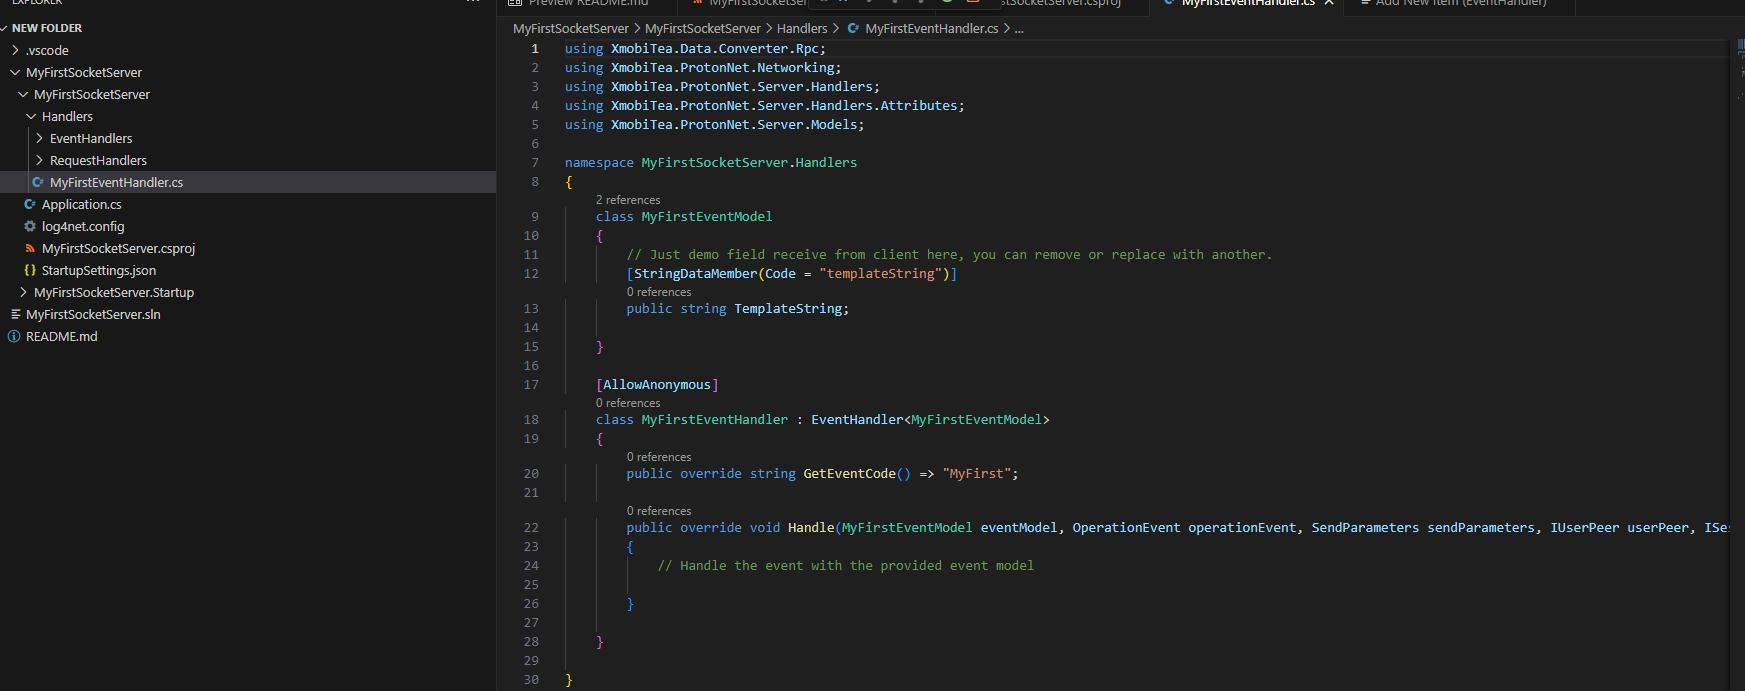 EXPLORER
NEW FOLDER
.vscode
MyFirstSocketServer
MyFirstSocketServer
Handlers
EventHandlers
RequestHandlers
MyFirstEventHandler.cs
Application.cs
log4net.config
MyFirstSocketServer.csproj
StartupSettings.json
MyFirstSocketServer.Startup
MyFirstSocketServer.sln
README.md
Preview README.md MyFirstSocketSer stSocketServer.csproj MyFirstEventHandler.cs Add New Item (EventHandler)
MyFirstSocketServer > MyFirstSocketServer > Handlers > MyFirstEventHandler.cs > ...
1 using XmobiTea.Data.Converter.Rpc;
2 using XmobiTea.ProtonNet.Networking;
3 using XmobiTea.ProtonNet.Server.Handlers;
4 using XmobiTea.ProtonNet.Server.Handlers.Attributes;
5 using XmobiTea.ProtonNet.Server.Models;
6
7 namespace MyFirstSocketServer.Handlers
8 {
2 references
9 class MyFirstEventModel
10 {
11 // Just demo field receive from client here, you can remove or replace with another.
12 [StringDataMember(Code = "templateString")]
0 references
13 public string TemplateString;
14
15 }
16
17 [AllowAnonymous]
0 references
18 class MyFirstEventHandler : EventHandler<MyFirstEventModel>
19 {
0 references
20 public override string GetEventCode() => "MyFirst";
21
0 references
22 public override void Handle(MyFirstEventModel eventModel, OperationEvent operationEvent, SendParameters sendParameters, IUserPeer userPeer, ISes
23 {
24 // Handle the event with the provided event model
25
26 }
27
28 }
29
30 }